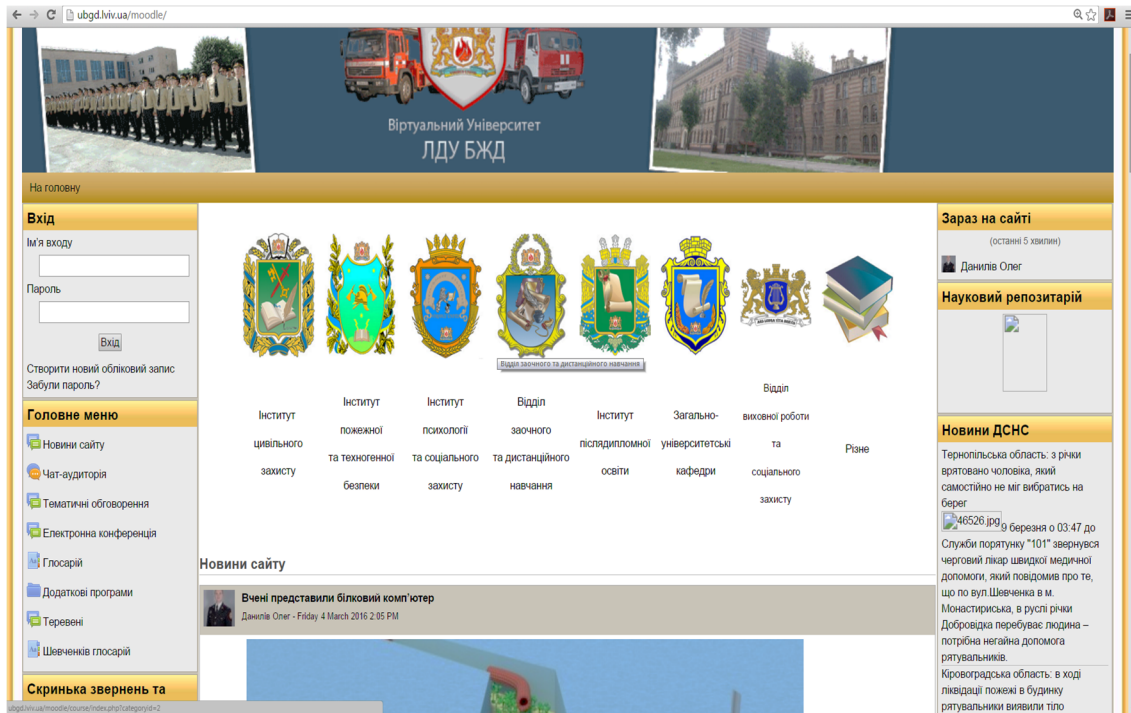 ubgd.lviv.ua/moodle/
Віртуальний Університет
ЛДУ БЖД
На головну
Вхід
Ім'я входу
Пароль
Вхід
Створити новий обліковий запис
Забули пароль?
Головне меню
Новини сайту
Чат-аудиторія
Тематичні обговорення
Електронна конференція
Глосарій
Додаткові програми
Теревені
Шевченків глосарій
Скринька звернень та
ubgd.lviv.ua/moodle/course/index.php?categoryid=2
Відділ заочного та дистанційного навчання
Інститут
цивільного
захисту
Інститут
пожежної
та техногенної
безпеки
Інститут
психології
та соціального
захисту
Відділ
заочного
та дистанційного
навчання
Інститут
післядипломної
освіти
Загально-
університетські
кафедри
Відділ
виховної роботи
та
соціального
захисту
Різне
Новини сайту
Вчені представили білковий комп'ютер
Данилів Олег - Friday 4 March 2016 2:05 PM
Зараз на сайті
(останні 5 хвилин)
Данилів Олег
Науковий репозитарій
Новини ДСНС
Тернопільська область: з річки
врятовано чоловіка, який
самостійно не міг вибратись на
берег
46526.jpg 9 березня о 03:47 до
Служби порятунку "101" звернувся
черговий лікар швидкої медичної
допомоги, який повідомив про те,
що по вул.Шевченка в м.
Монастириська, в руслі річки
Добровідка перебуває людина –
потрібна негайна допомога
рятувальників.
Кіровоградська область: в ході
ліквідації пожежі в будинку
рятувальники виявили тіло